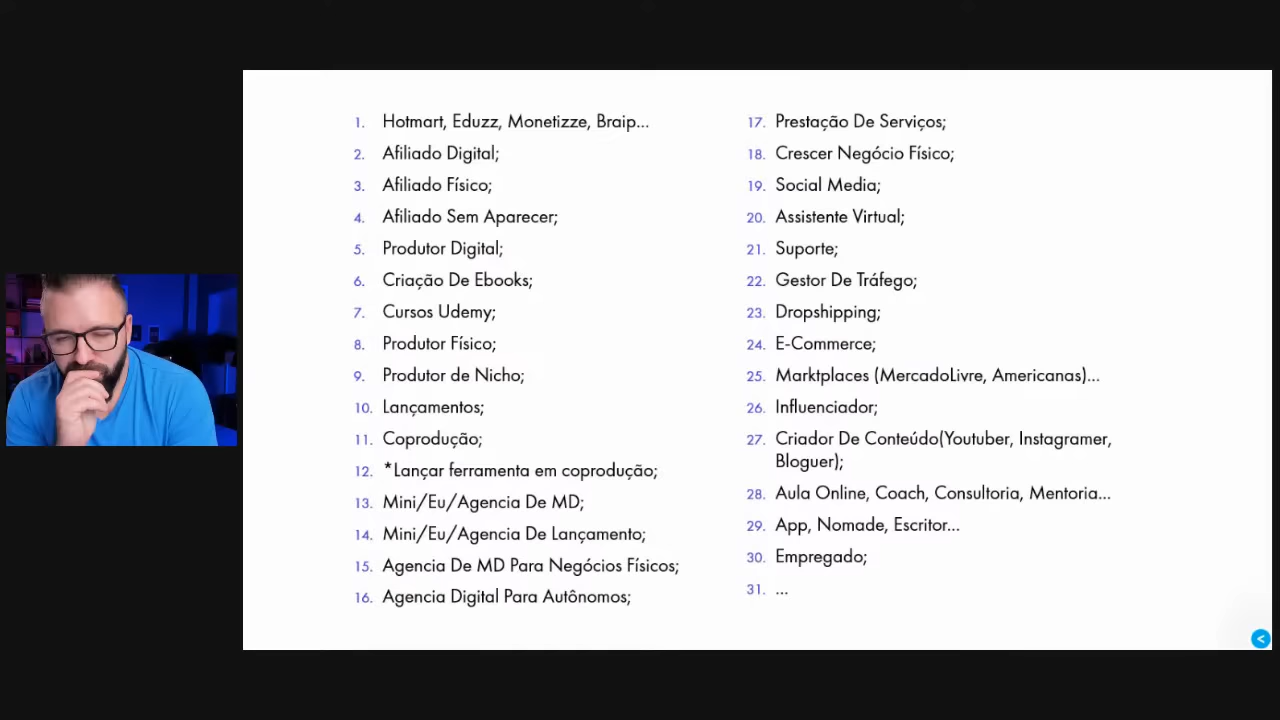 1. Hotmart, Eduzz, Monetizze, Braip...
2. Afiliado Digital;
3. Afiliado Físico;
4. Afiliado Sem Aparecer;
5. Produtor Digital;
6. Criação De Ebooks;
7. Cursos Udemy;
8. Produtor Físico;
9. Produtor de Nicho;
10. Lançamentos;
11. Coprodução;
12. *Lançar ferramenta em coprodução;
13. Mini/Eu/Agencia De MD;
14. Mini/Eu/Agencia De Lançamento;
15. Agencia De MD Para Negócios Físicos;
16. Agencia Digital Para Autônomos;
17. Prestação De Serviços;
18. Crescer Negócio Físico;
19. Social Media;
20. Assistente Virtual;
21. Suporte;
22. Gestor De Tráfego;
23. Dropshipping;
24. E-Commerce;
25. Marktplaces (MercadoLivre, Americanas)...
26. Influenciador;
27. Criador De Conteúdo(Youtuber, Instagramer,
Bloguer);
28. Aula Online, Coach, Consultoria, Mentoria...
29. App, Nomade, Escritor...
30. Empregado;
31. ...